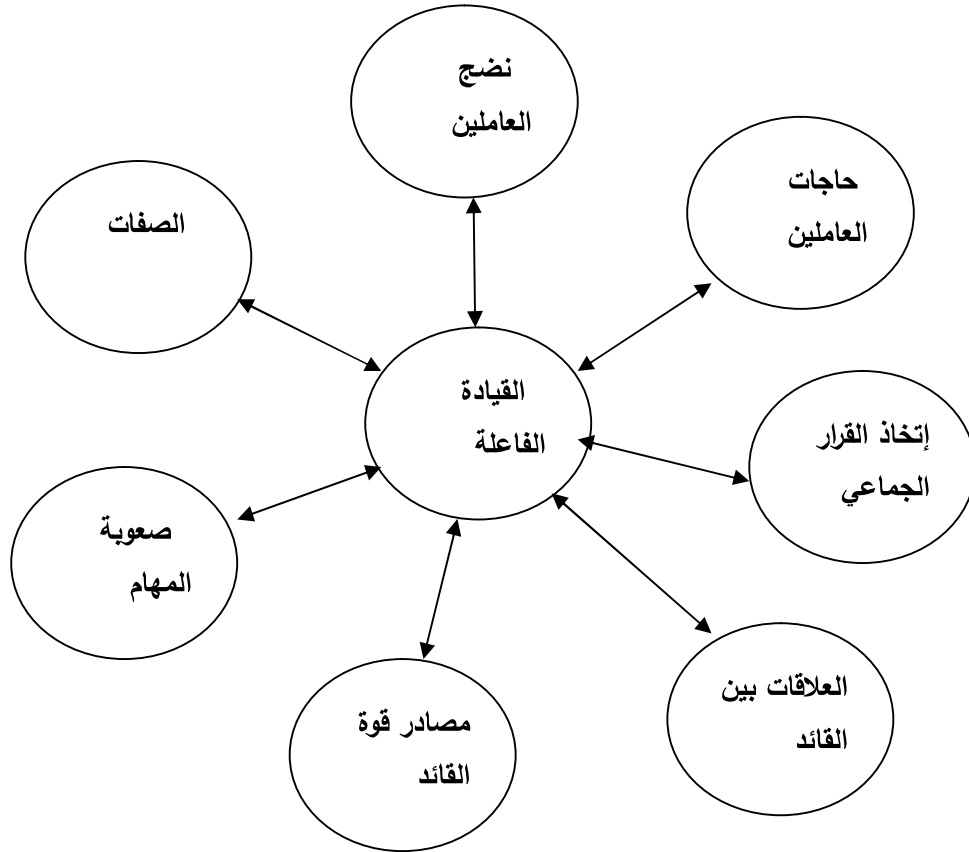 نضج
العاملين
حاجات
العاملين
الصفات
القيادة
الفاعلة
إتخاذ القرار
الجماعي
صعوبة
المهام
العلاقات بين
القائد
مصادر قوة
القائد